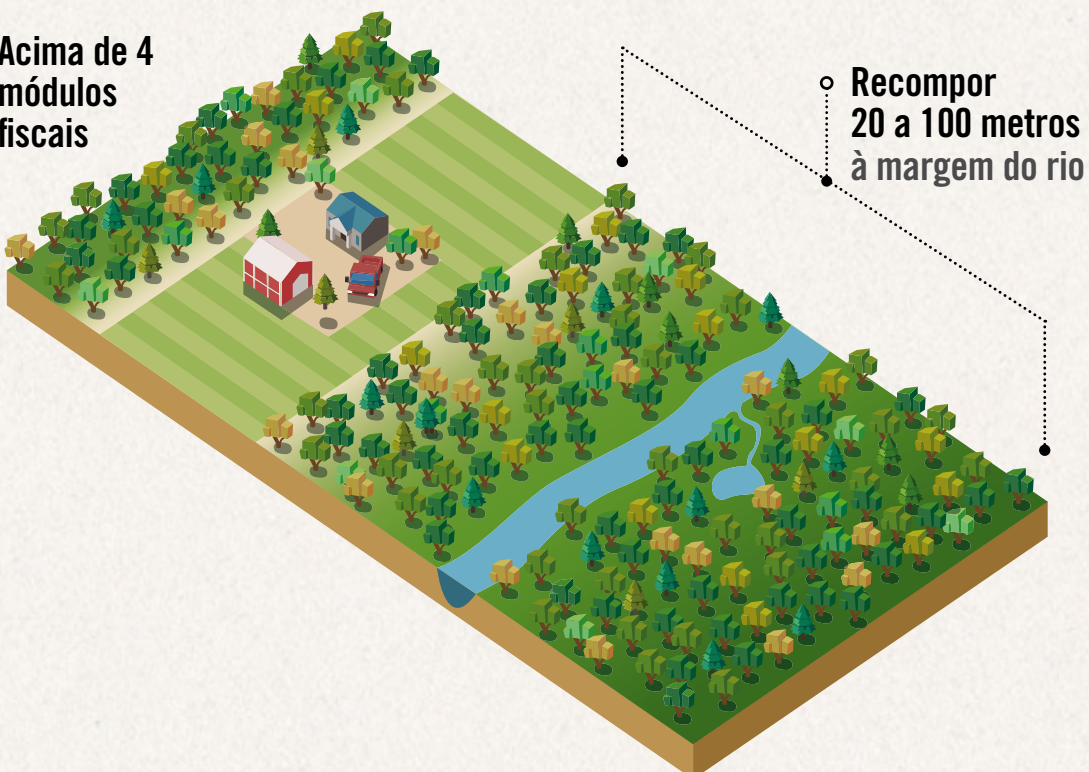 Acima de 4
módulos
fiscais
Recompor
20 a 100 metros
à margem do rio